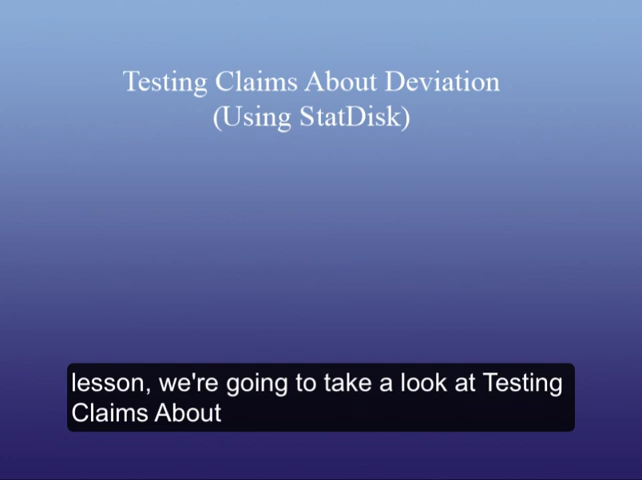 Testing Claims About Deviation
(Using StatDisk)
lesson, we're going to take a look at Testing
Claims About